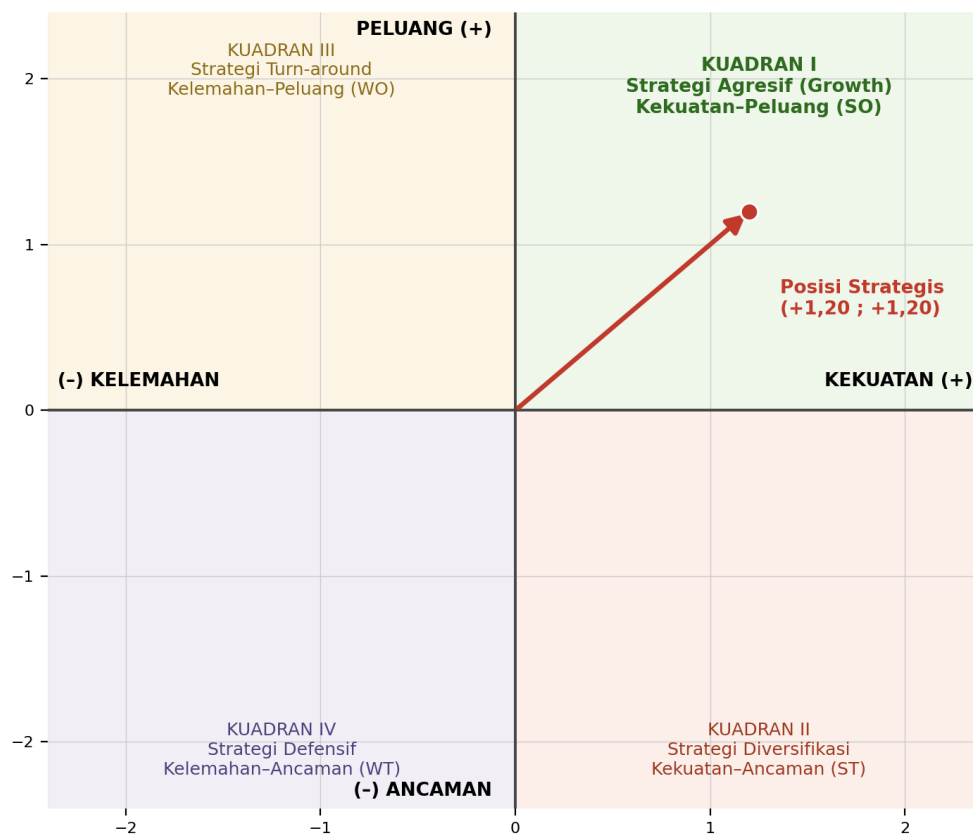 PELUANG (+)
KUADRAN III
Strategi Turn-around
Kelemahan–Peluang (WO)
KUADRAN I
Strategi Agresif (Growth)
Kekuatan–Peluang (SO)
Posisi Strategis
(+1,20 ; +1,20)
(–) KELEMAHAN
KEKUATAN (+)
KUADRAN IV
Strategi Defensif
Kelemahan–Ancaman (WT)
(–) ANCAMAN
KUADRAN II
Strategi Diversifikasi
Kekuatan–Ancaman (ST)
2
1
0
−1
−2
−2
−1
0
1
2